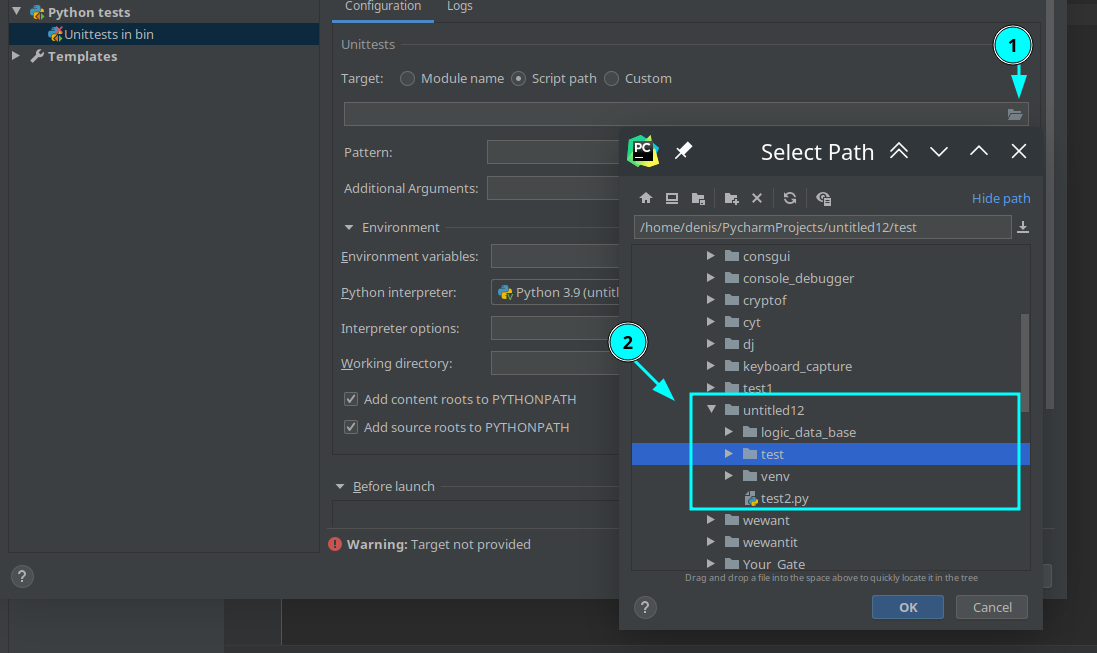 Configuration Logs
Python tests
Unittests in bin
Templates
Unittests
1
Target: Module name Script path Custom
Pattern:
Additional Arguments:
Environment
Environment variables:
Python interpreter: Python 3.9 (untitl
Interpreter options:
Working directory:
Add content roots to PYTHONPATH
Add source roots to PYTHONPATH
Before launch
Warning: Target not provided
?
PC Select Path
Hide path
/home/denis/PycharmProjects/untitled12/test
consgui
console_debugger
cryptof
cyt
dj
2
keyboard_capture
test1
untitled12
logic_data_base
test
venv
test2.py
wewant
wewantit
Your_Gate
Drag and drop a file into the space above to quickly locate it in the tree
? OK Cancel